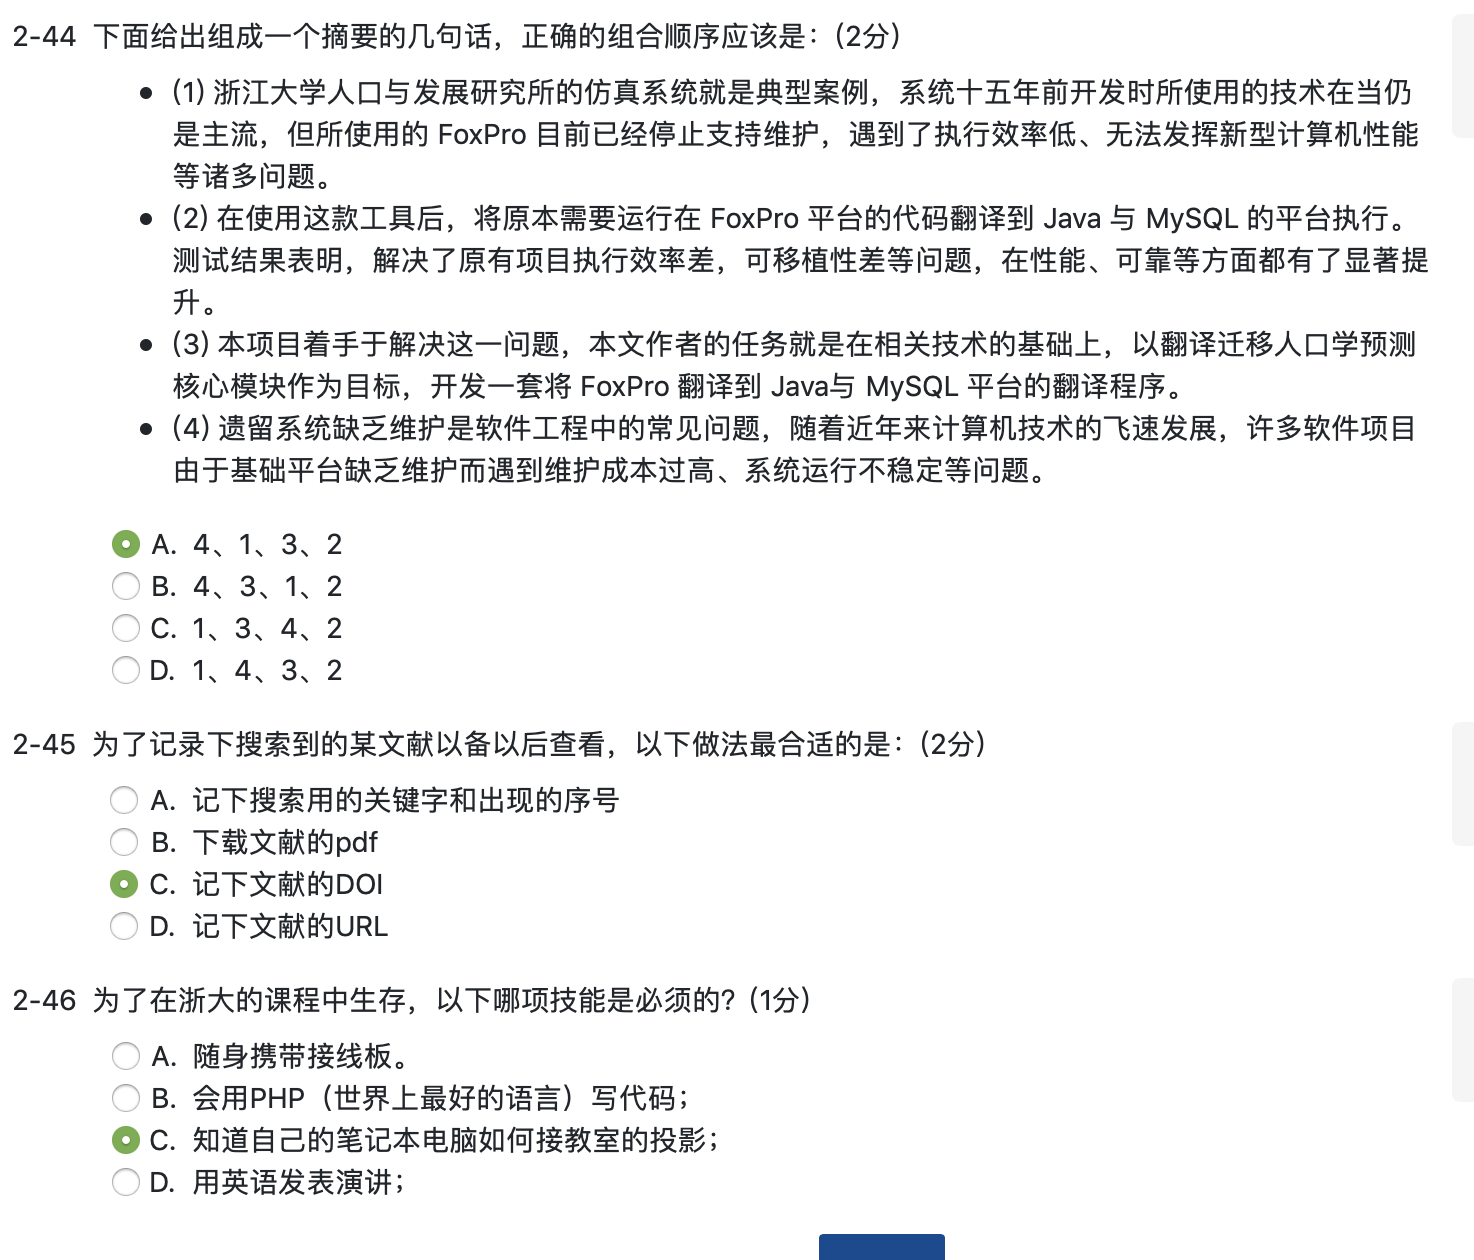 2-44 下面给出组成一个摘要的几句话，正确的组合顺序应该是：(2分)
(1) 浙江大学人口与发展研究所的仿真系统就是典型案例，系统十五年前开发时所使用的技术在当仍
是主流，但所使用的 FoxPro 目前已经停止支持维护，遇到了执行效率低、无法发挥新型计算机性能
等诸多问题。
(2) 在使用这款工具后，将原本需要运行在 FoxPro 平台的代码翻译到 Java 与 MySQL 的平台执行。
测试结果表明，解决了原有项目执行效率差，可移植性差等问题，在性能、可靠等方面都有了显著提
升。
(3) 本项目着手于解决这一问题，本文作者的任务就是在相关技术的基础上，以翻译迁移人口学预测
核心模块作为目标，开发一套将 FoxPro 翻译到 Java与 MySQL 平台的翻译程序。
(4) 遗留系统缺乏维护是软件工程中的常见问题，随着近年来计算机技术的飞速发展，许多软件项目
由于基础平台缺乏维护而遇到维护成本过高、系统运行不稳定等问题。
A. 4、1、3、2
B. 4、3、1、2
C. 1、3、4、2
D. 1、4、3、2
2-45 为了记录下搜索到的某文献以备以后查看，以下做法最合适的是：(2分)
A. 记下搜索用的关键字和出现的序号
B. 下载文献的pdf
C. 记下文献的DOI
D. 记下文献的URL
2-46 为了在浙大的课程中生存，以下哪项技能是必须的? (1分)
A. 随身携带接线板。
B. 会用PHP（世界上最好的语言）写代码；
C. 知道自己的笔记本电脑如何接教室的投影；
D. 用英语发表演讲；